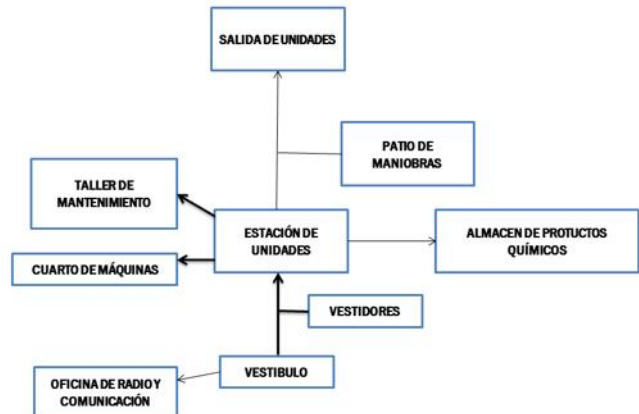 SALIDA DE UNIDADES
PATIO DE
MANIOBRAS
TALLER DE
MANTENIMIENTO
ESTACIÓN DE
UNIDADES
ALMACEN DE PROTUCTOS
QUÍMICOS
CUARTO DE MÁQUINAS
VESTIDORES
VESTIBULO
OFICINA DE RADIO Y
COMUNICACIÓN